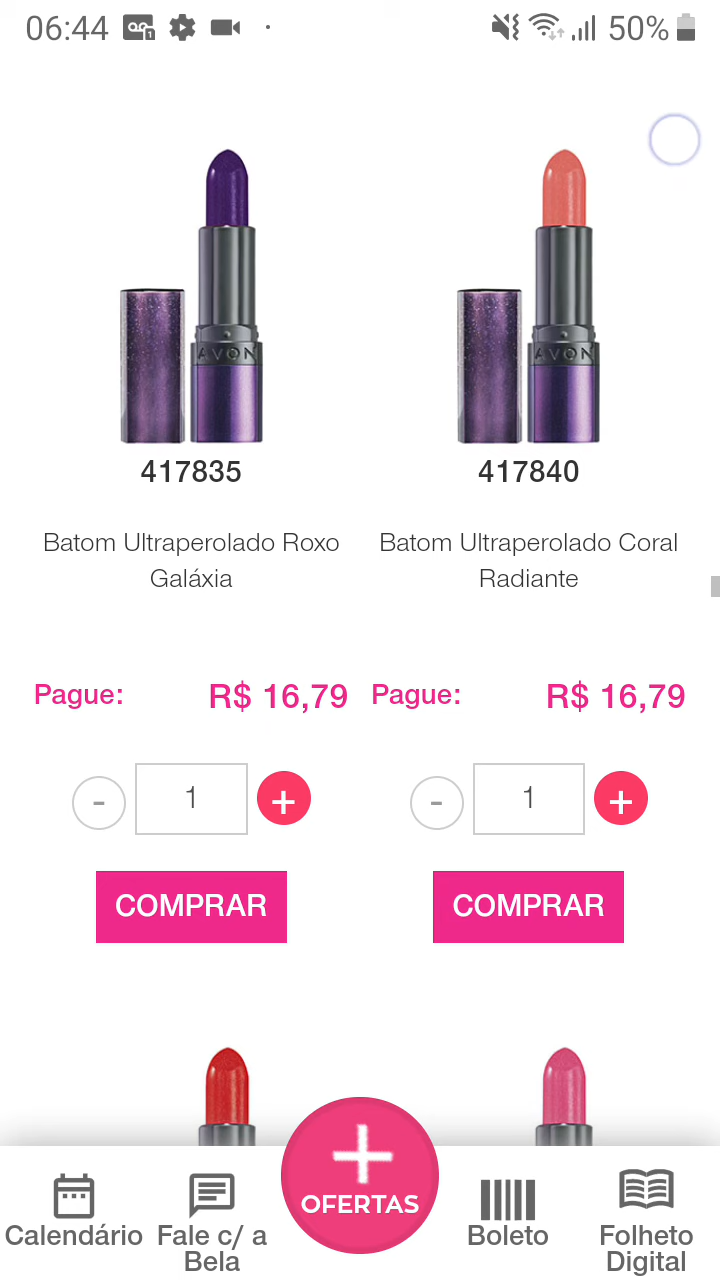 06:44
50%
AVON
AVON
417835
417840
Batom Ultraperolado Roxo
Galáxia
Batom Ultraperolado Coral
Radiante
Pague: R$ 16,79
Pague: R$ 16,79
- 1 +
- 1 +
COMPRAR
COMPRAR
OFERTAS
Calendário
Fale c/ a
Bela
Boleto
Folheto
Digital